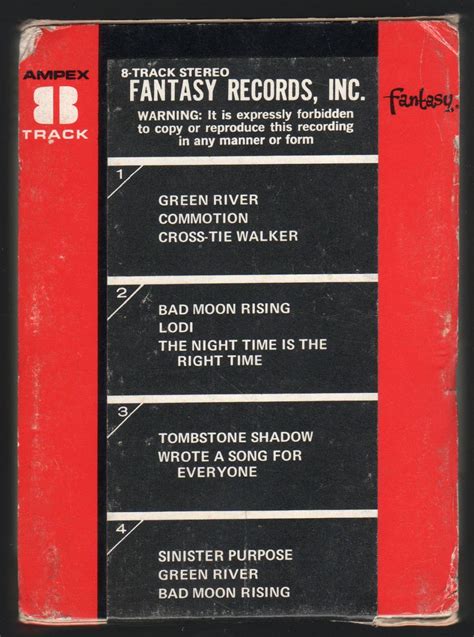 AMPEX
8
TRACK
8-TRACK STEREO
FANTASY RECORDS, INC.
WARNING: It is expressly forbidden
to copy or reproduce this recording
in any manner or form
fantasy
1
GREEN RIVER
COMMOTION
CROSS-TIE WALKER
2
BAD MOON RISING
LODI
THE NIGHT TIME IS THE
RIGHT TIME
3
TOMBSTONE SHADOW
WROTE A SONG FOR
EVERYONE
4
SINISTER PURPOSE
GREEN RIVER
BAD MOON RISING